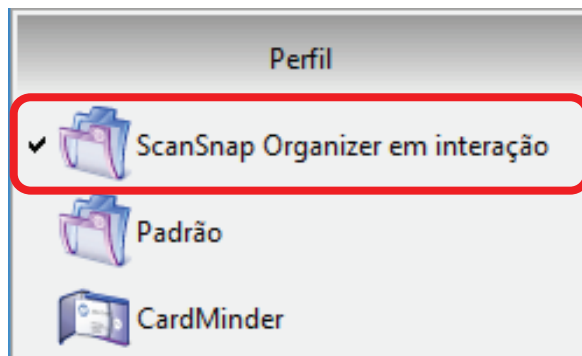 Perfil
ScanSnap Organizer em interação
Padrão
CardMinder